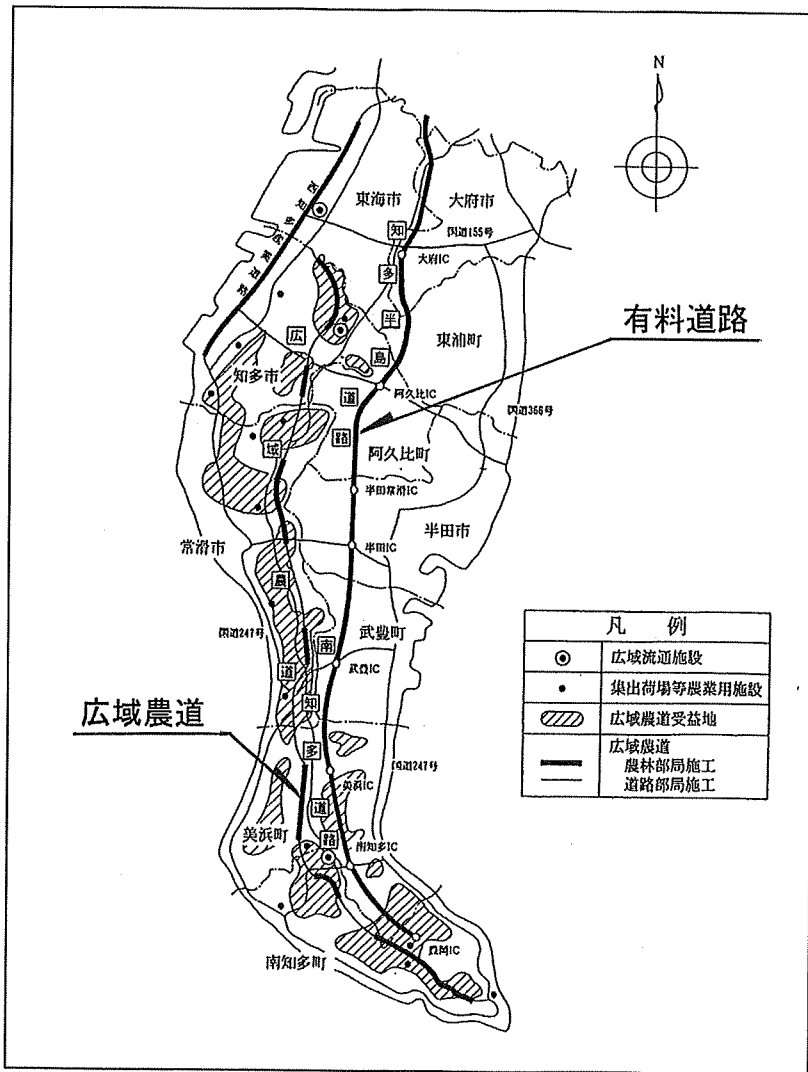 N
西知多産業道路
東海市
大府市
国道155号
大府IC
知多半島道路
有料道路
東浦町
広域農道
知多市
阿久比IC
国道366号
阿久比町
半田常滑IC
半田市
常滑市
半田IC
国道247号
武豊町
南知多道路
武豊IC
広域農道
国道247号
美浜IC
美浜町
南知多IC
豊岡IC
南知多町
凡 例
広域流通施設
集出荷場等農業用施設
広域農道受益地
広域農道
農林部局施工
道路部局施工